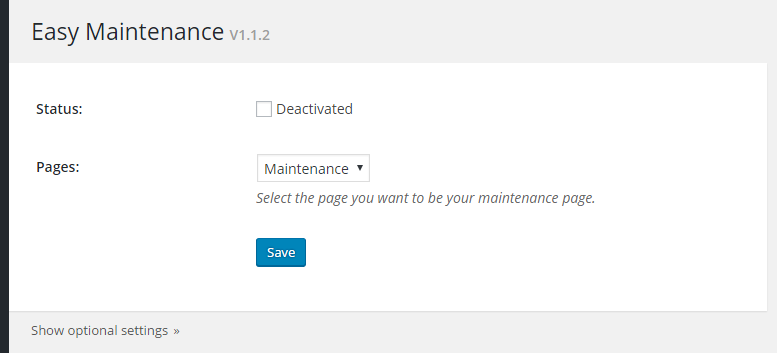 Easy Maintenance V1.1.2
Status: Deactivated
Pages: Maintenance
Select the page you want to be your maintenance page.
Save
Show optional settings »